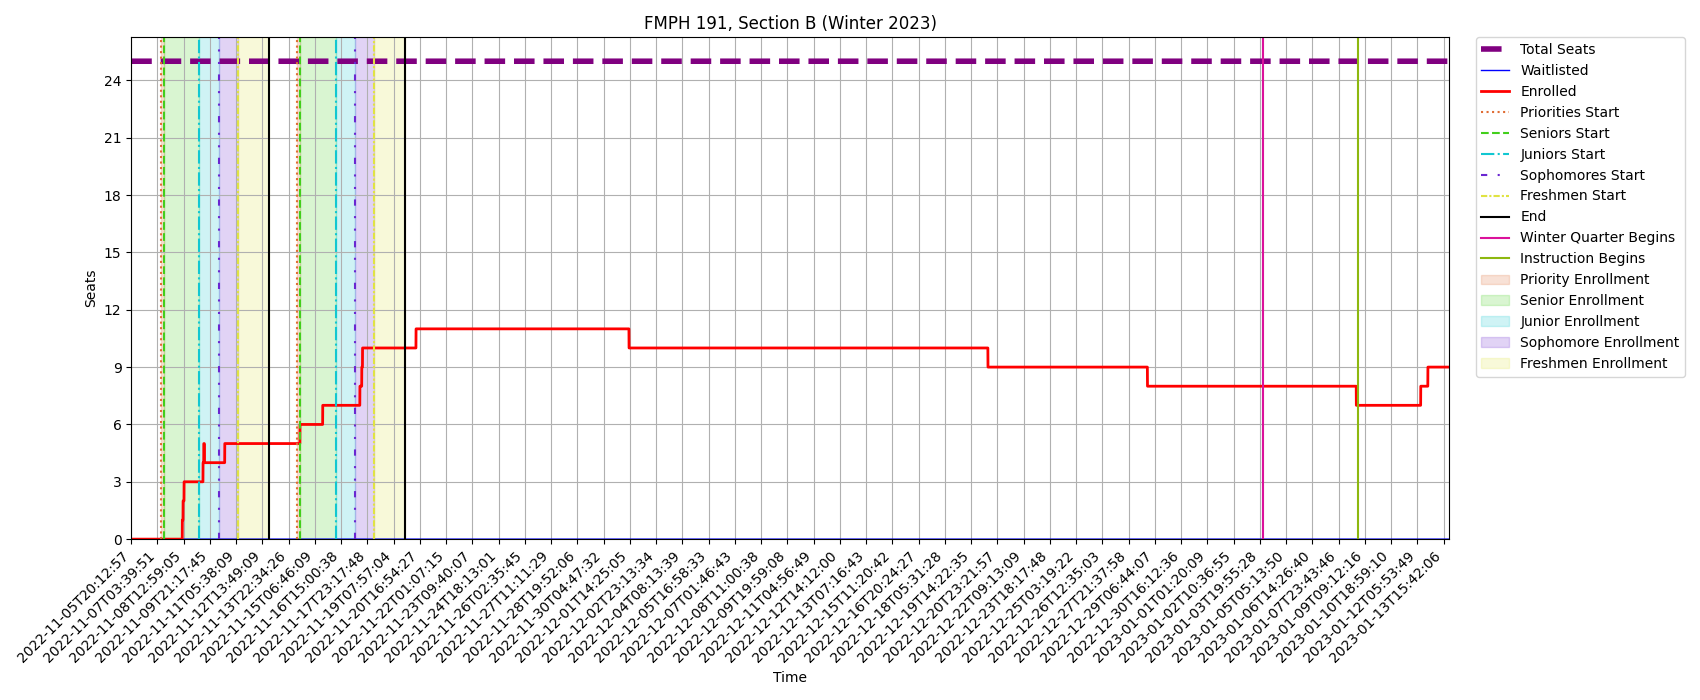 FMPH 191, Section B (Winter 2023)
Seats
24
21
18
15
12
9
6
3
0
2022-11-05T20:12:57
2022-11-07T03:39:51
2022-11-08T12:59:05
2022-11-09T21:17:45
2022-11-11T05:38:09
2022-11-12T13:49:09
2022-11-13T22:34:26
2022-11-15T06:46:09
2022-11-16T15:00:38
2022-11-17T23:17:48
2022-11-19T07:57:04
2022-11-20T16:54:27
2022-11-22T01:07:15
2022-11-23T09:40:07
2022-11-24T18:13:01
2022-11-26T02:35:45
2022-11-27T11:11:29
2022-11-28T19:52:06
2022-11-30T04:47:32
2022-12-01T14:25:05
2022-12-02T23:13:34
2022-12-04T08:13:39
2022-12-05T16:58:33
2022-12-07T01:46:43
2022-12-08T11:00:38
2022-12-09T19:59:08
2022-12-11T04:56:49
2022-12-12T14:12:00
2022-12-13T17:16:43
2022-12-15T11:20:42
2022-12-16T20:24:27
2022-12-18T05:31:28
2022-12-19T14:22:35
2022-12-20T23:21:57
2022-12-22T09:13:09
2022-12-23T18:17:48
2022-12-25T03:19:22
2022-12-26T12:35:03
2022-12-27T21:37:58
2022-12-29T06:44:07
2022-12-30T16:12:36
2023-01-01T01:20:09
2023-01-02T10:36:55
2023-01-03T19:55:28
2023-01-05T05:13:50
2023-01-06T14:26:40
2023-01-07T23:43:46
2023-01-09T09:12:16
2023-01-10T18:59:10
2023-01-12T05:53:49
2023-01-13T15:42:06
Time
Total Seats
Waitlisted
Enrolled
Priorities Start
Seniors Start
Juniors Start
Sophomores Start
Freshmen Start
End
Winter Quarter Begins
Instruction Begins
Priority Enrollment
Senior Enrollment
Junior Enrollment
Sophomore Enrollment
Freshmen Enrollment